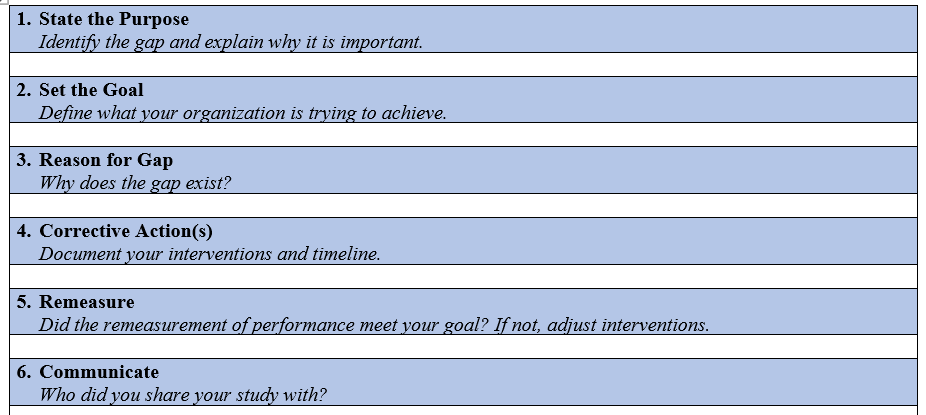 1. State the Purpose
Identify the gap and explain why it is important.
2. Set the Goal
Define what your organization is trying to achieve.
3. Reason for Gap
Why does the gap exist?
4. Corrective Action(s)
Document your interventions and timeline.
5. Remeasure
Did the remeasurement of performance meet your goal? If not, adjust interventions.
6. Communicate
Who did you share your study with?